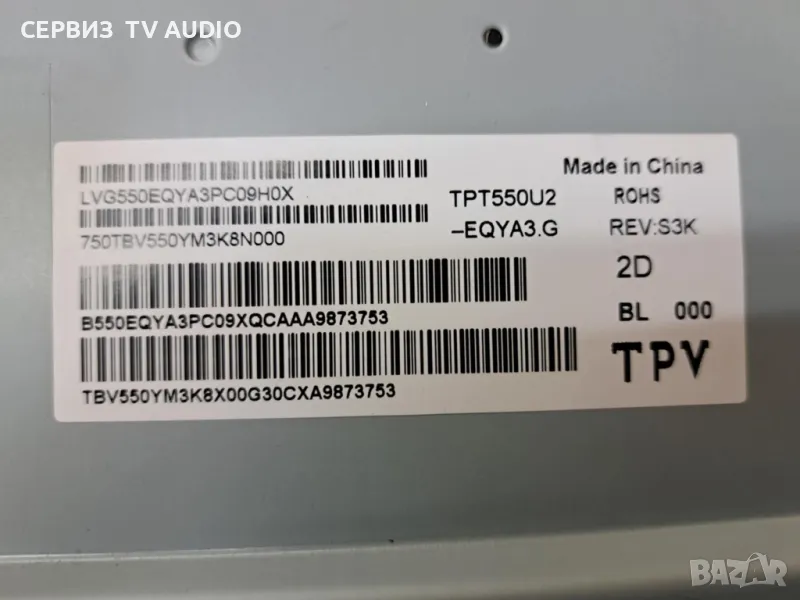 СЕРВИЗ TV AUDIO
Made in China
LVG550EQYA3PC09H0X
TPT550U2
ROHS
750TBV550YM3K8N000
–EQYA3.G
REV:S3K
2D
B550EQYA3PC09XQCAAA9873753
BL 000
TPV
TBV550YM3K8X00G30CXA9873753
BAZAR